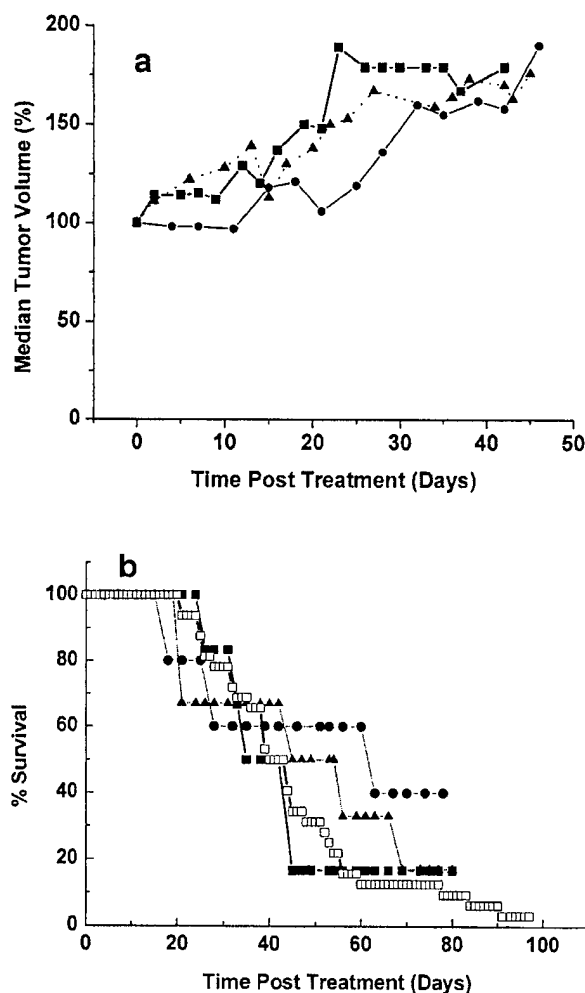 a
200
150
100
50
0
Median Tumor Volume (%)
0 10 20 30 40 50
Time Post Treatment (Days)
b
100
80
60
40
20
0
% Survival
0 20 40 60 80 100
Time Post Treatment (Days)